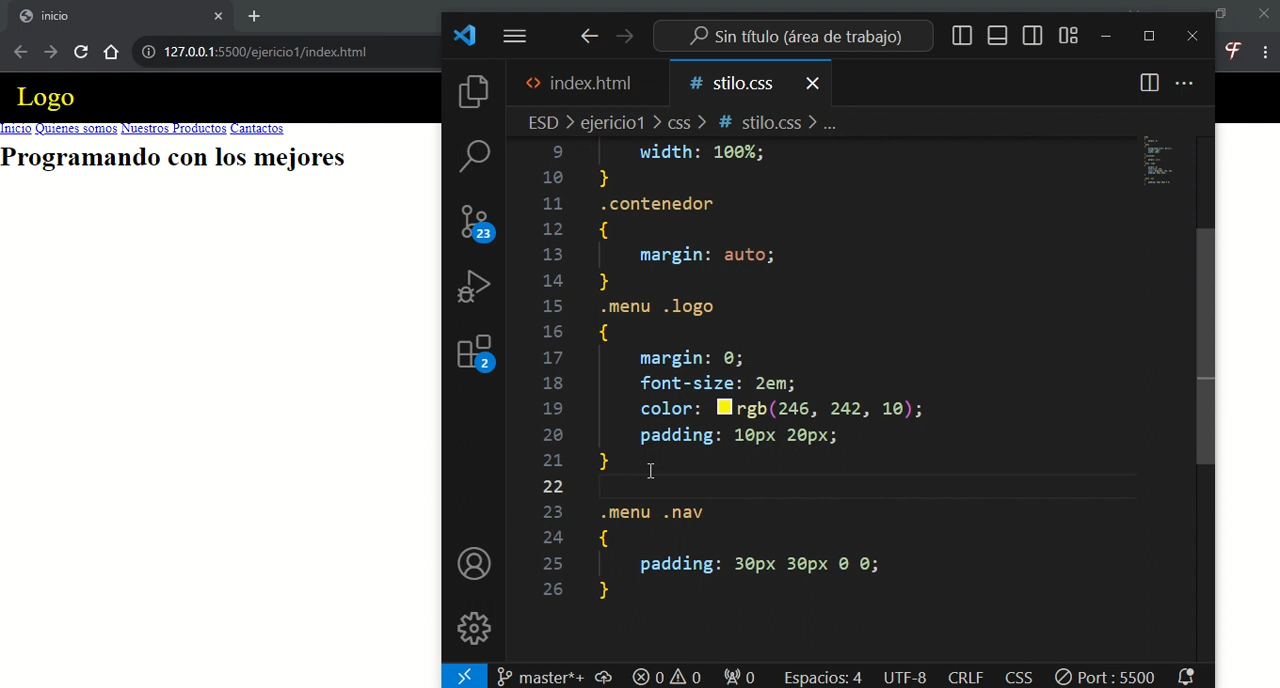 inicio
127.0.0.1:5500/ejericio1/index.html
Logo
Inicio Quienes somos Nuestros Productos Cantactos
Programando con los mejores
Sin título (área de trabajo)
index.html
# stilo.css
ESD > ejericio1 > css > # stilo.css > ...
9 width: 100%;
10 }
11 .contenedor
12 {
13 margin: auto;
14 }
15 .menu .logo
16 {
17 margin: 0;
18 font-size: 2em;
19 color: rgb(246, 242, 10);
20 padding: 10px 20px;
21 }
22
23 .menu .nav
24 {
25 padding: 30px 30px 0 0;
26 }
23
2
master*+ 0 0 0 Espacios: 4 UTF-8 CRLF CSS Port : 5500